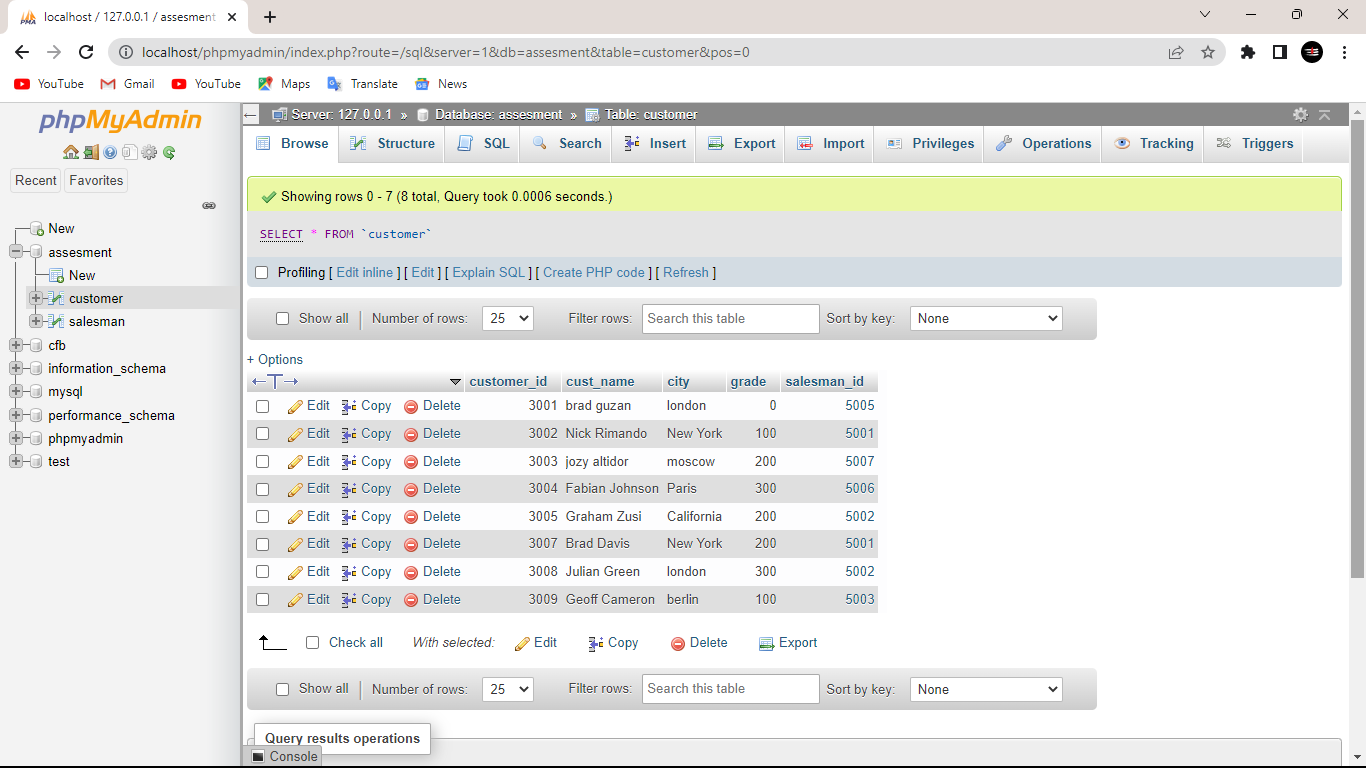 localhost / 127.0.0.1 / assesment
localhost/phpmyadmin/index.php?route=/sql&server=1&db=assesment&table=customer&pos=0
YouTube Gmail YouTube Maps Translate News
phpMyAdmin
Recent Favorites
New
assesment
New
customer
salesman
cfb
information_schema
mysql
performance_schema
phpmyadmin
test
Server: 127.0.0.1 » Database: assesment » Table: customer
Browse Structure SQL Search Insert Export Import Privileges Operations Tracking Triggers
Showing rows 0 - 7 (8 total, Query took 0.0006 seconds.)
SELECT * FROM `customer`
Profiling [ Edit inline ] [ Edit ] [ Explain SQL ] [ Create PHP code ] [ Refresh ]
Show all | Number of rows: 25 Filter rows: Search this table Sort by key: None
+ Options
customer_id cust_name city grade salesman_id
Edit Copy Delete 3001 brad guzan london 0 5005
Edit Copy Delete 3002 Nick Rimando New York 100 5001
Edit Copy Delete 3003 jozy altidor moscow 200 5007
Edit Copy Delete 3004 Fabian Johnson Paris 300 5006
Edit Copy Delete 3005 Graham Zusi California 200 5002
Edit Copy Delete 3007 Brad Davis New York 200 5001
Edit Copy Delete 3008 Julian Green london 300 5002
Edit Copy Delete 3009 Geoff Cameron berlin 100 5003
Check all With selected: Edit Copy Delete Export
Show all | Number of rows: 25 Filter rows: Search this table Sort by key: None
Query results operations
Console